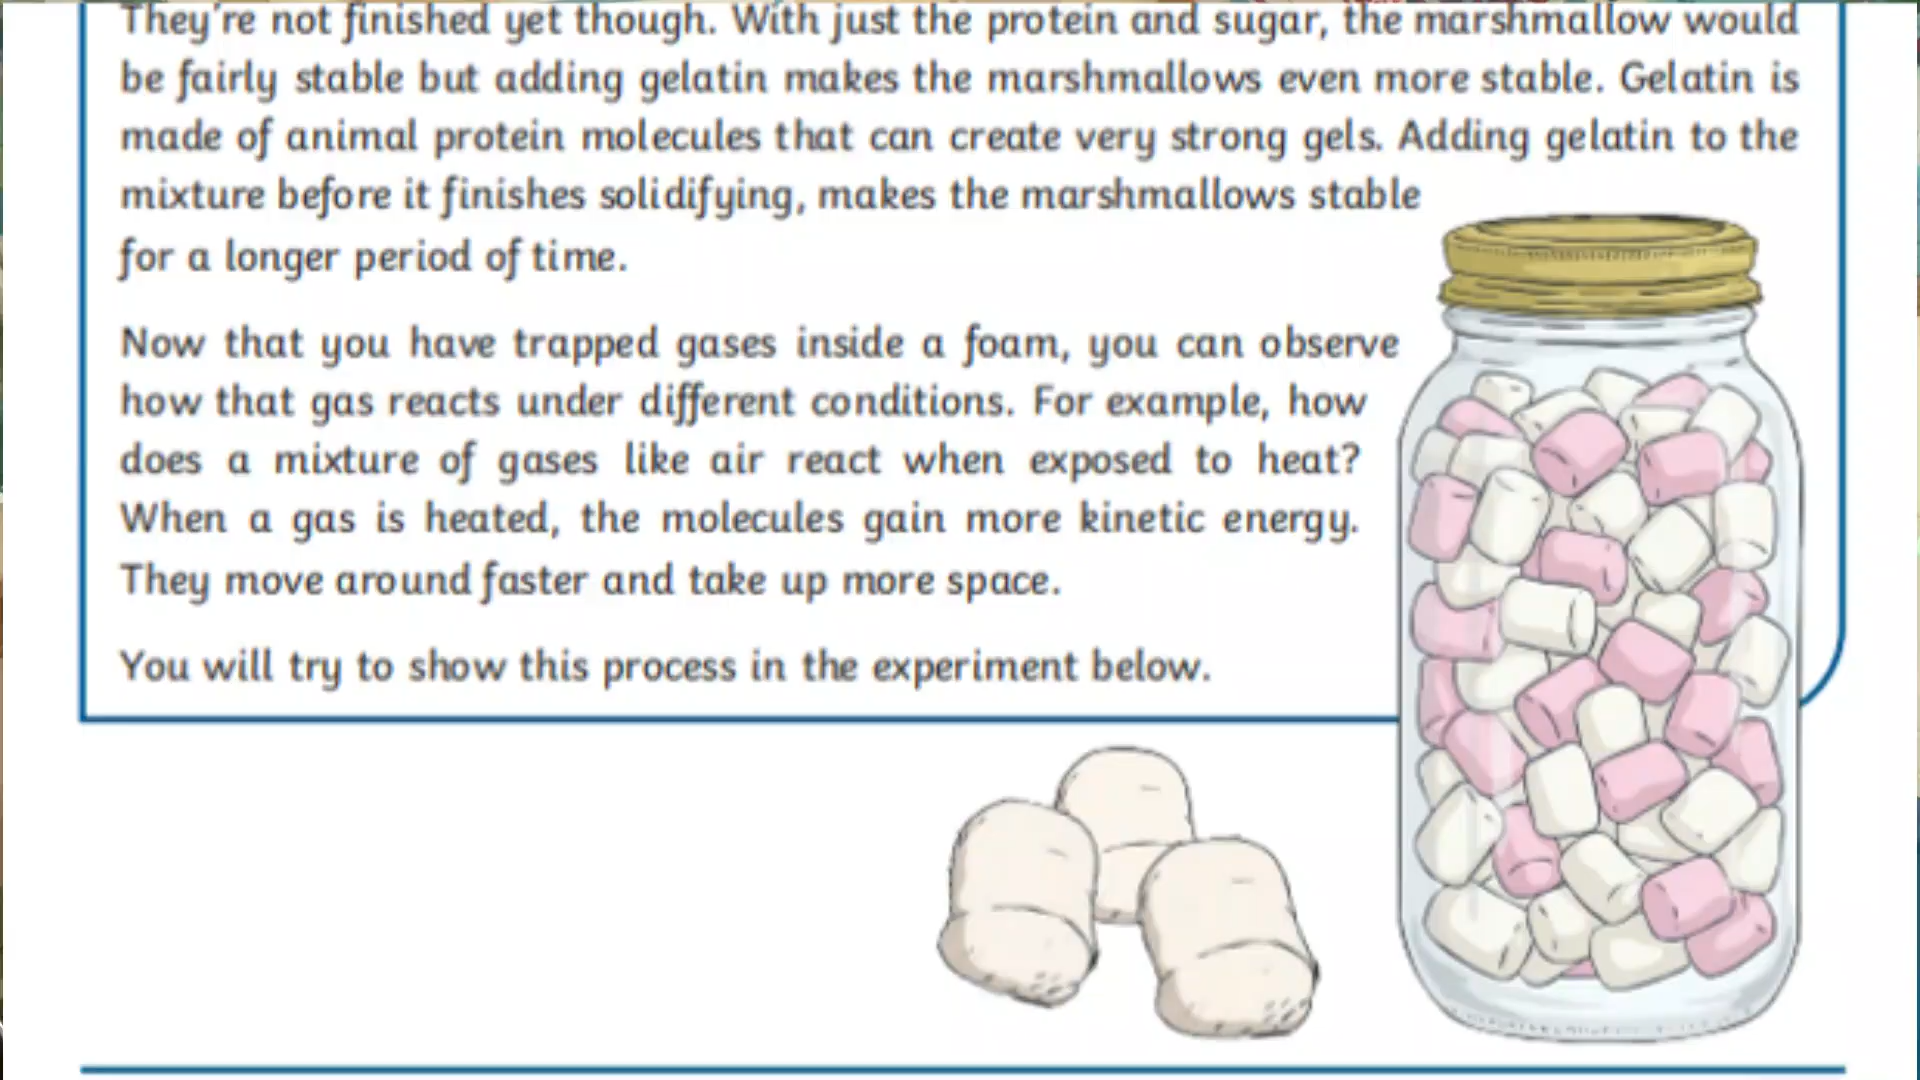 They're not finished yet though. With just the protein and sugar, the marshmallow would
be fairly stable but adding gelatin makes the marshmallows even more stable. Gelatin is
made of animal protein molecules that can create very strong gels. Adding gelatin to the
mixture before it finishes solidifying, makes the marshmallows stable
for a longer period of time.
Now that you have trapped gases inside a foam, you can observe
how that gas reacts under different conditions. For example, how
does a mixture of gases like air react when exposed to heat?
When a gas is heated, the molecules gain more kinetic energy.
They move around faster and take up more space.
You will try to show this process in the experiment below.